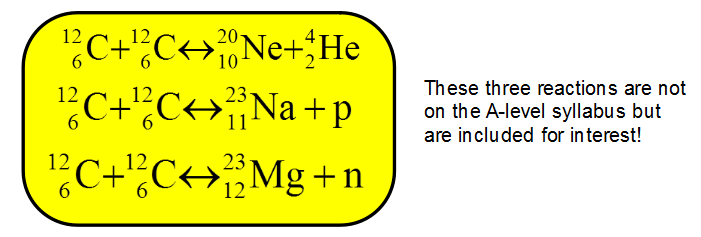 ¹²₆C+¹²₆C↔²⁰₁₀Ne+⁴₂He
¹²₆C+¹²₆C↔²³₁₁Na + p
¹²₆C+¹²₆C↔²³₁₂Mg + n
These three reactions are not
on the A-level syllabus but
are included for interest!